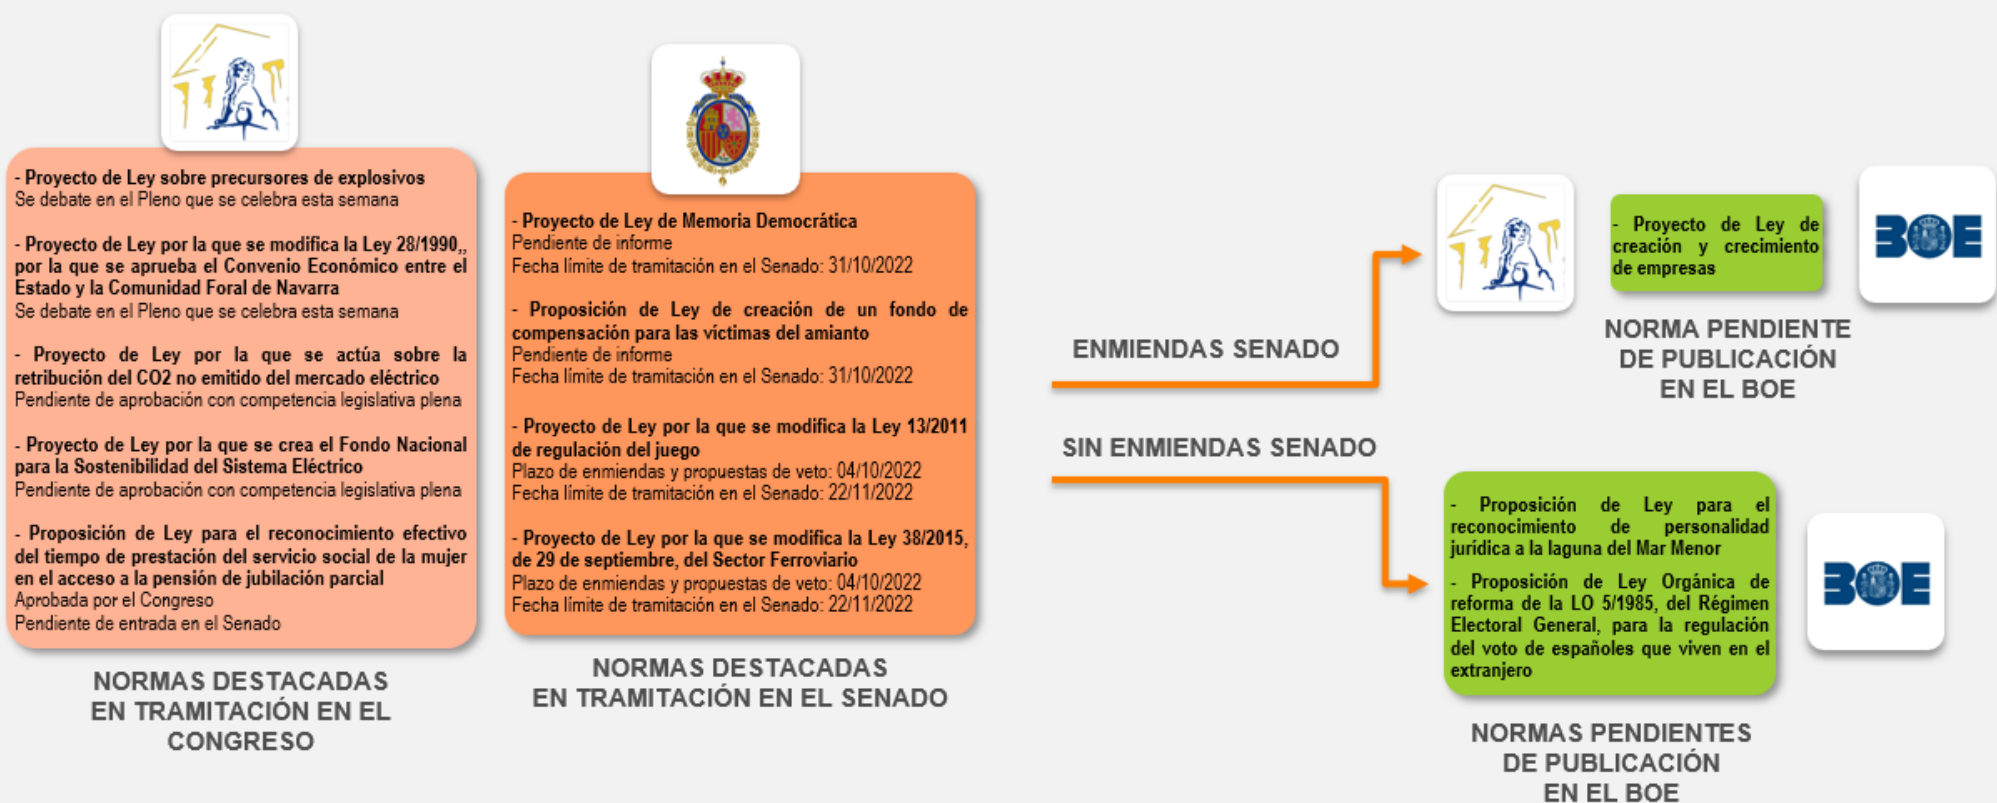 - Proyecto de Ley sobre precursores de explosivos
Se debate en el Pleno que se celebra esta semana
- Proyecto de Ley por la que se modifica la Ley 28/1990,,
por la que se aprueba el Convenio Económico entre el
Estado y la Comunidad Foral de Navarra
Se debate en el Pleno que se celebra esta semana
- Proyecto de Ley por la que se actúa sobre la
retribución del CO2 no emitido del mercado eléctrico
Pendiente de aprobación con competencia legislativa plena
- Proyecto de Ley por la que se crea el Fondo Nacional
para la Sostenibilidad del Sistema Eléctrico
Pendiente de aprobación con competencia legislativa plena
- Proposición de Ley para el reconocimiento efectivo
del tiempo de prestación del servicio social de la mujer
en el acceso a la pensión de jubilación parcial
Aprobada por el Congreso
Pendiente de entrada en el Senado
NORMAS DESTACADAS
EN TRAMITACIÓN EN EL
CONGRESO
- Proyecto de Ley de Memoria Democrática
Pendiente de informe
Fecha límite de tramitación en el Senado: 31/10/2022
- Proposición de Ley de creación de un fondo de
compensación para las víctimas del amianto
Pendiente de informe
Fecha límite de tramitación en el Senado: 31/10/2022
- Proyecto de Ley por la que se modifica la Ley 13/2011
de regulación del juego
Plazo de enmiendas y propuestas de veto: 04/10/2022
Fecha límite de tramitación en el Senado: 22/11/2022
- Proyecto de Ley por la que se modifica la Ley 38/2015,
de 29 de septiembre, del Sector Ferroviario
Plazo de enmiendas y propuestas de veto: 04/10/2022
Fecha límite de tramitación en el Senado: 22/11/2022
NORMAS DESTACADAS
EN TRAMITACIÓN EN EL SENADO
ENMIENDAS SENADO
- Proyecto de Ley de
creación y crecimiento
de empresas
BOE
NORMA PENDIENTE
DE PUBLICACIÓN
EN EL BOE
SIN ENMIENDAS SENADO
- Proposición de Ley para el
reconocimiento de personalidad
jurídica a la laguna del Mar Menor
- Proposición de Ley Orgánica de
reforma de la LO 5/1985, del Régimen
Electoral General, para la regulación
del voto de españoles que viven en el
extranjero
BOE
NORMAS PENDIENTES
DE PUBLICACIÓN
EN EL BOE